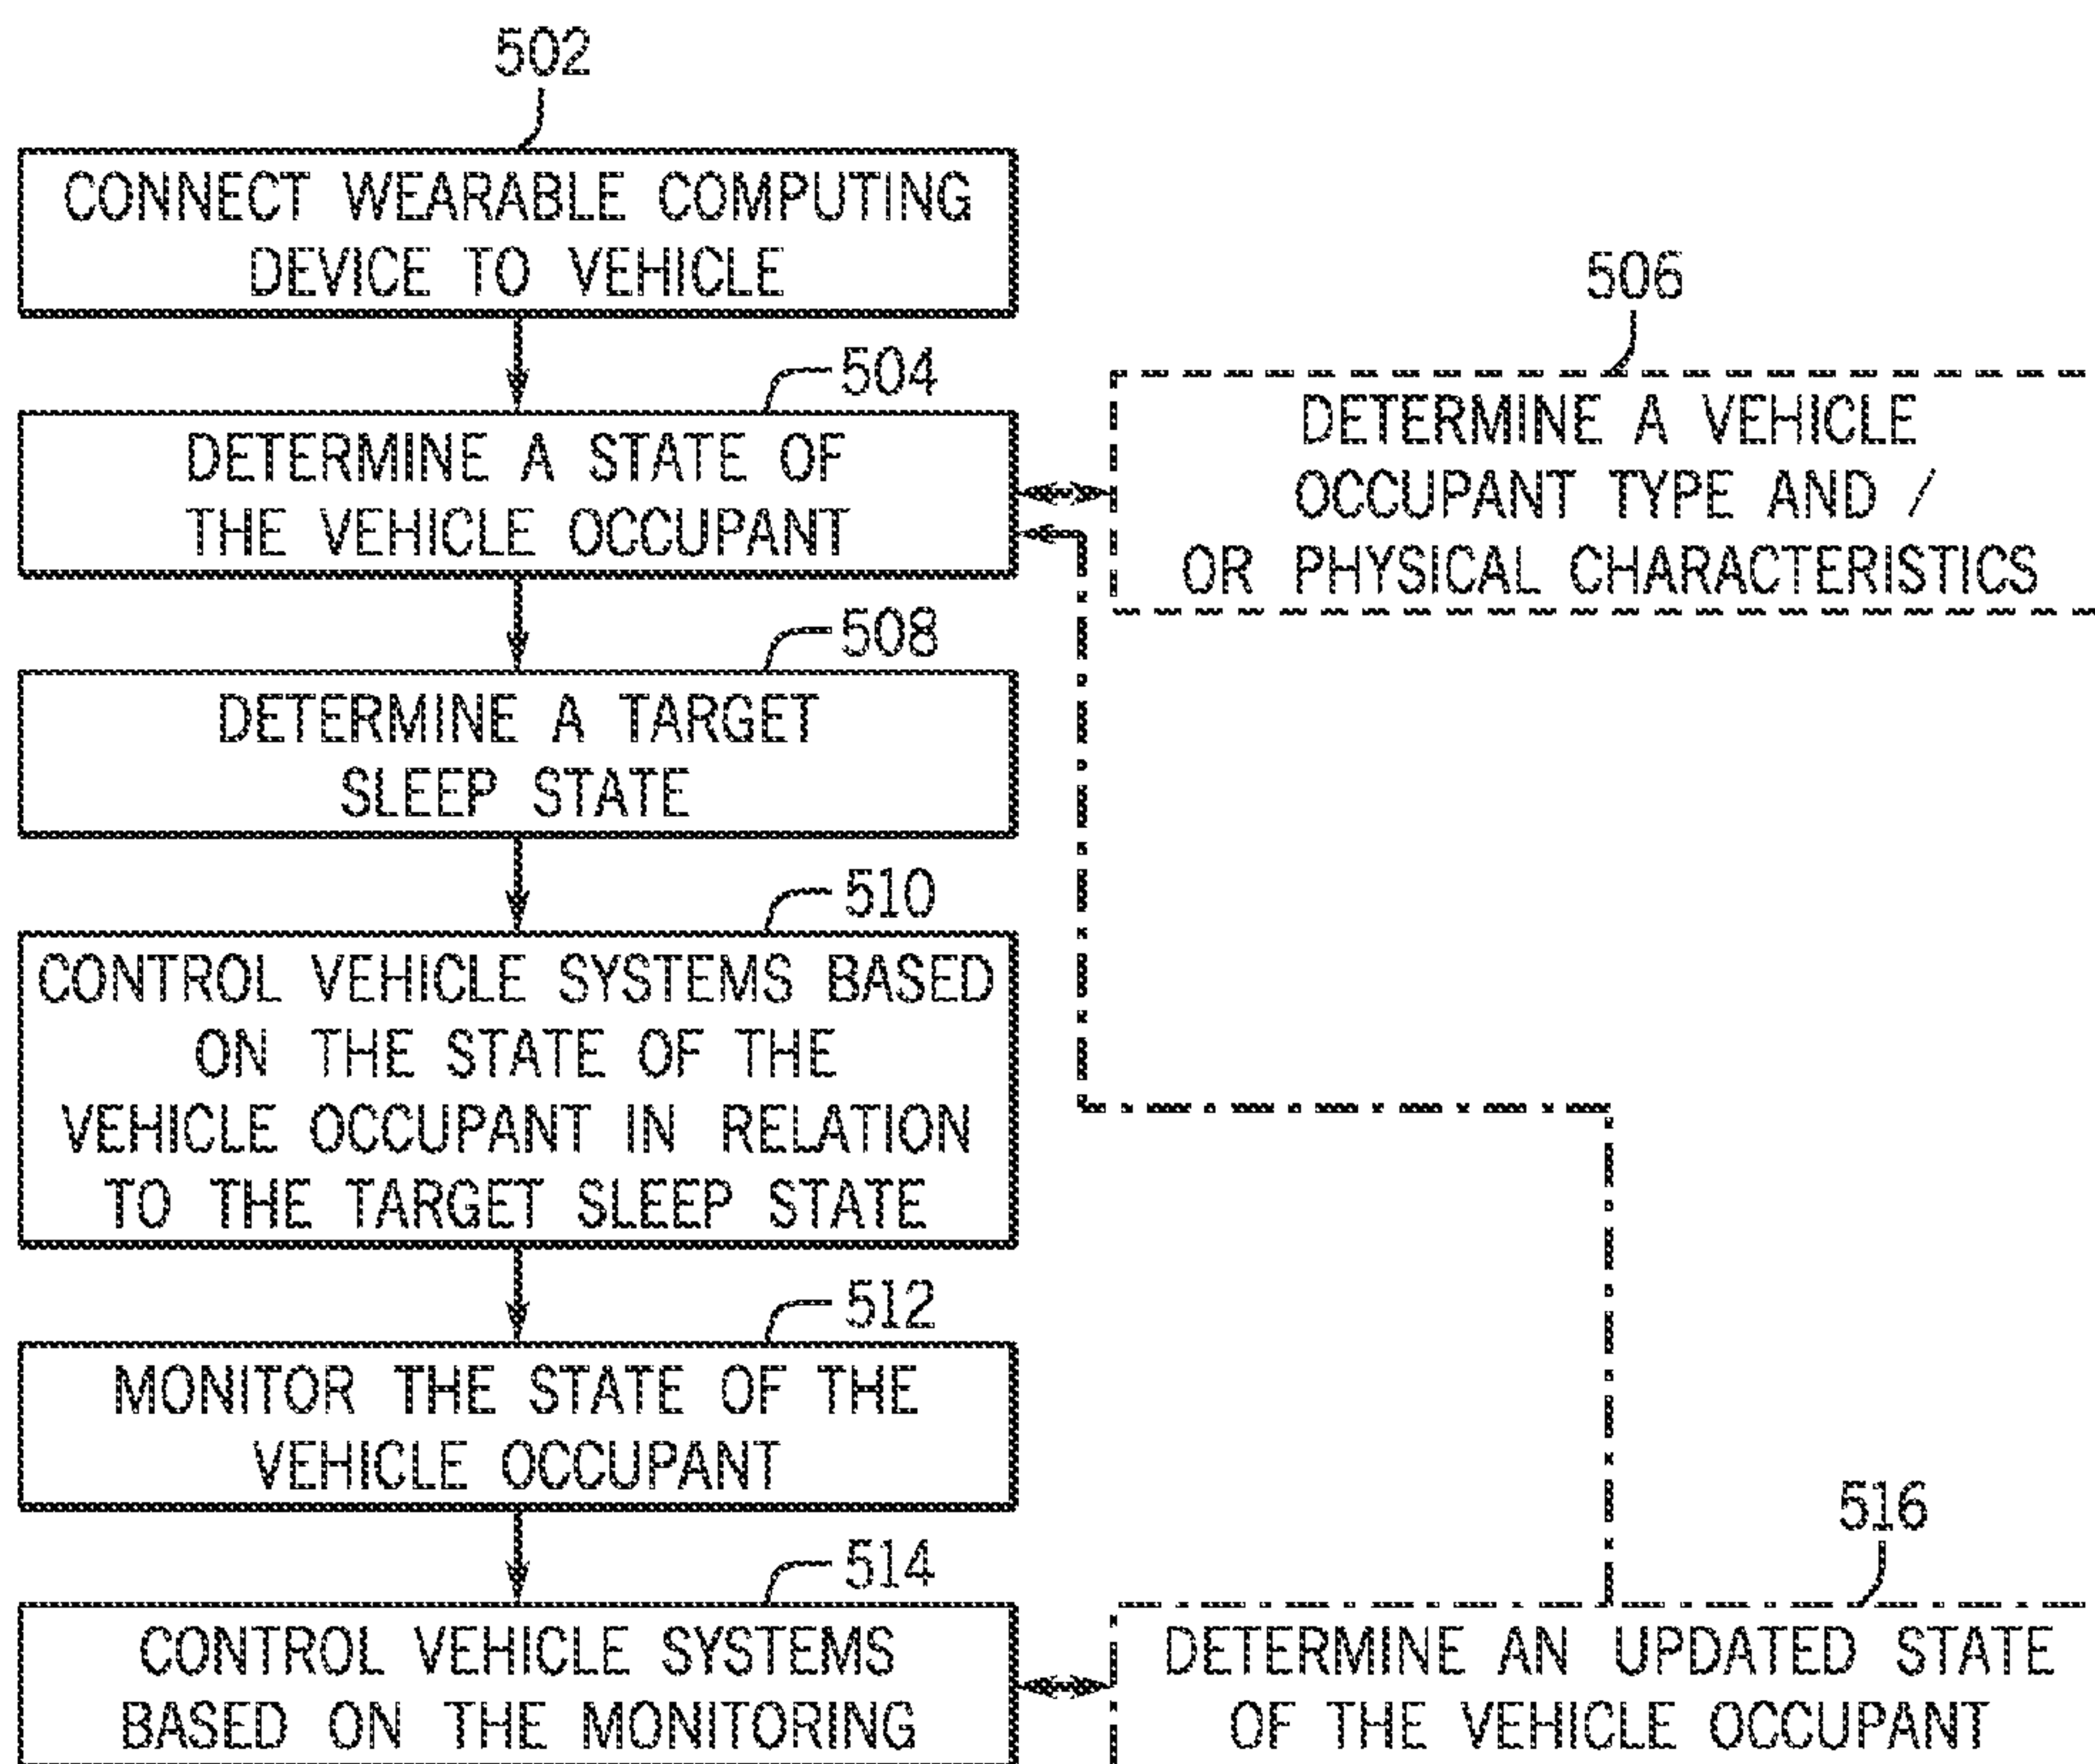 502
CONNECT WEARABLE COMPUTING
DEVICE TO VEHICLE
504
DETERMINE A STATE OF
THE VEHICLE OCCUPANT
506
DETERMINE A VEHICLE
OCCUPANT TYPE AND /
OR PHYSICAL CHARACTERISTICS
508
DETERMINE A TARGET
SLEEP STATE
510
CONTROL VEHICLE SYSTEMS BASED
ON THE STATE OF THE
VEHICLE OCCUPANT IN RELATION
TO THE TARGET SLEEP STATE
512
MONITOR THE STATE OF THE
VEHICLE OCCUPANT
514
CONTROL VEHICLE SYSTEMS
BASED ON THE MONITORING
516
DETERMINE AN UPDATED STATE
OF THE VEHICLE OCCUPANT